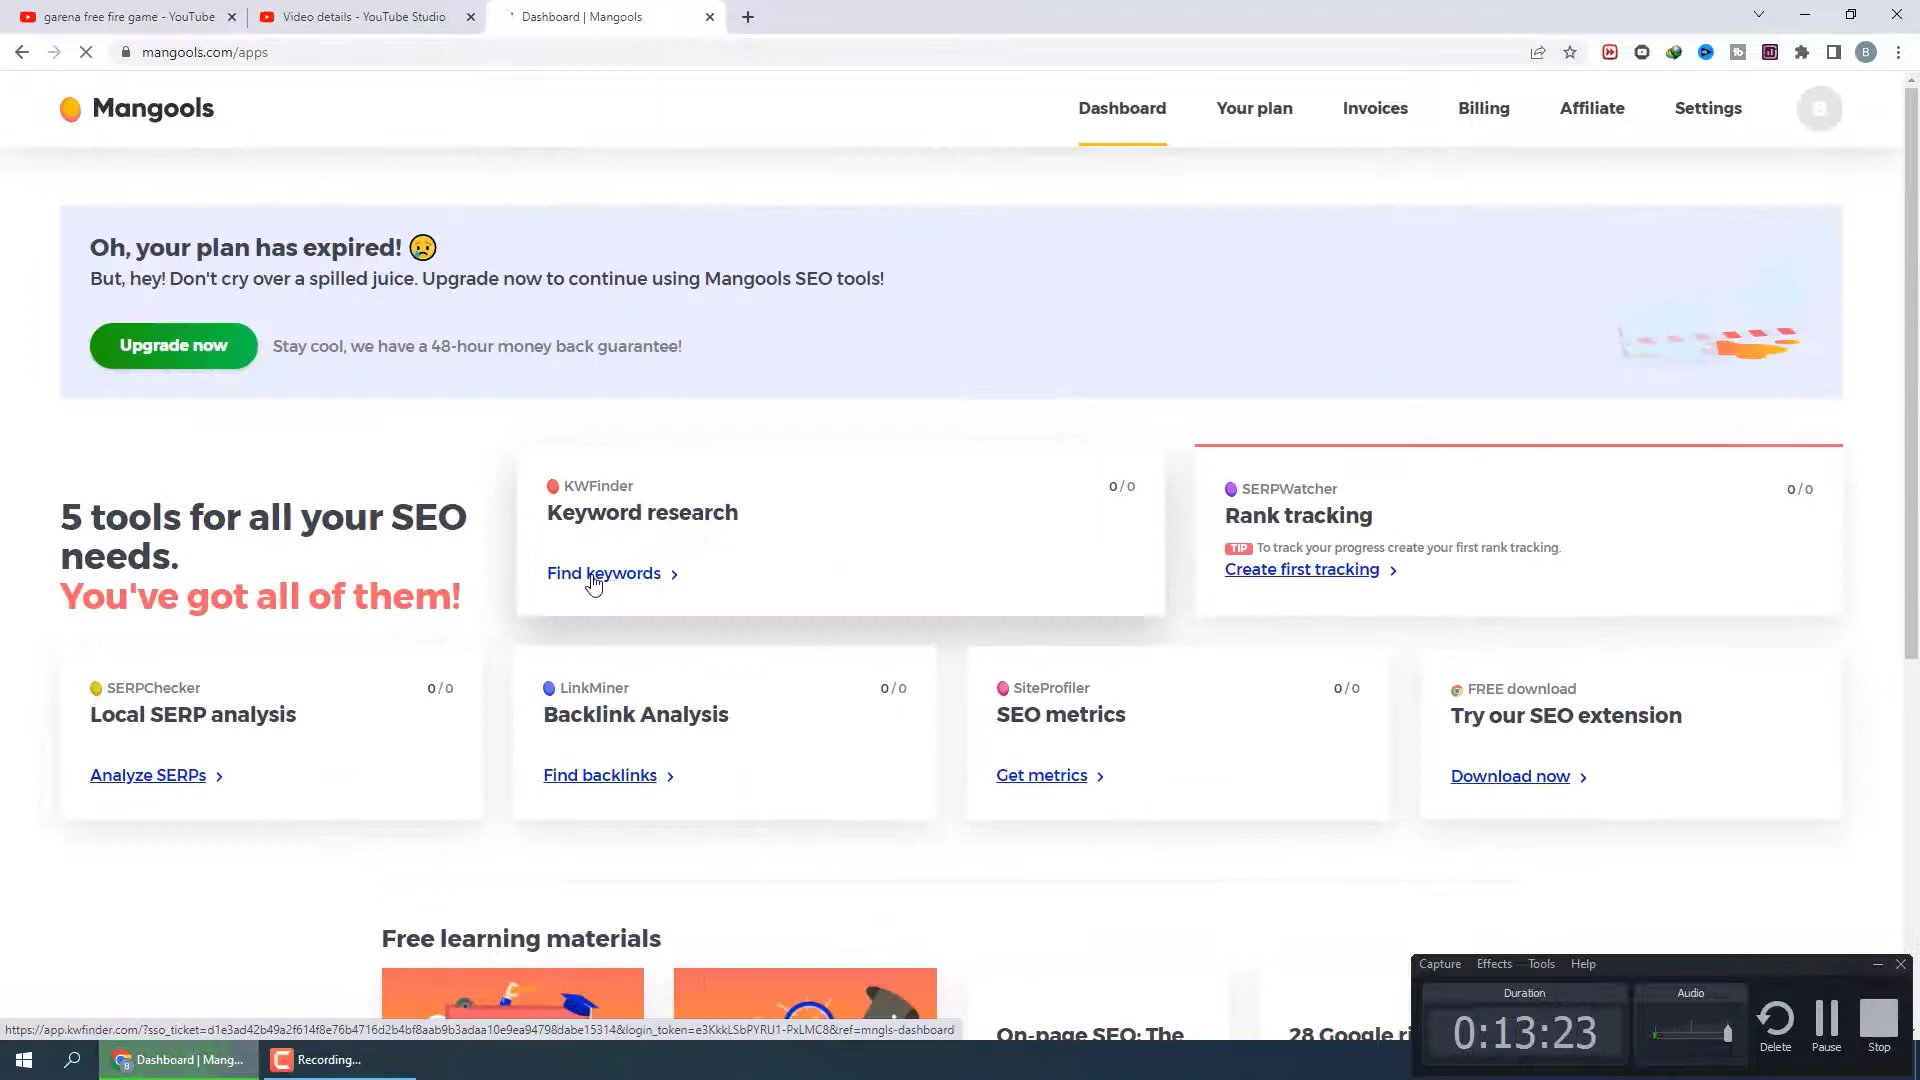 garena free fire game - YouTube
Video details - YouTube Studio
Dashboard | Mangools
mangools.com/apps
B
Mangools
Dashboard
Your plan
Invoices
Billing
Affiliate
Settings
Oh, your plan has expired! 😢
But, hey! Don't cry over a spilled juice. Upgrade now to continue using Mangools SEO tools!
Upgrade now
Stay cool, we have a 48-hour money back guarantee!
5 tools for all your SEO
needs.
You've got all of them!
KWFinder
0 / 0
Keyword research
Find keywords
SERPWatcher
0 / 0
Rank tracking
TIP To track your progress create your first rank tracking.
Create first tracking
SERPChecker
0 / 0
Local SERP analysis
Analyze SERPs
LinkMiner
0 / 0
Backlink Analysis
Find backlinks
SiteProfiler
0 / 0
SEO metrics
Get metrics
FREE download
Try our SEO extension
Download now
Free learning materials
On-page SEO: The
28 Google r
https://app.kwfinder.com/?sso_ticket=d1e3ad42b49a2f614f8e76b4716d2b4bf8aab9b3adaa10e9ea94798dabe15314&login_token=e3KkkLSbPYRU1-PxLMC8&ref=mngls-dashboard
Capture
Effects
Tools
Help
Duration
0:13:23
Audio
Delete
Pause
Stop
Dashboard | Mang...
Recording...